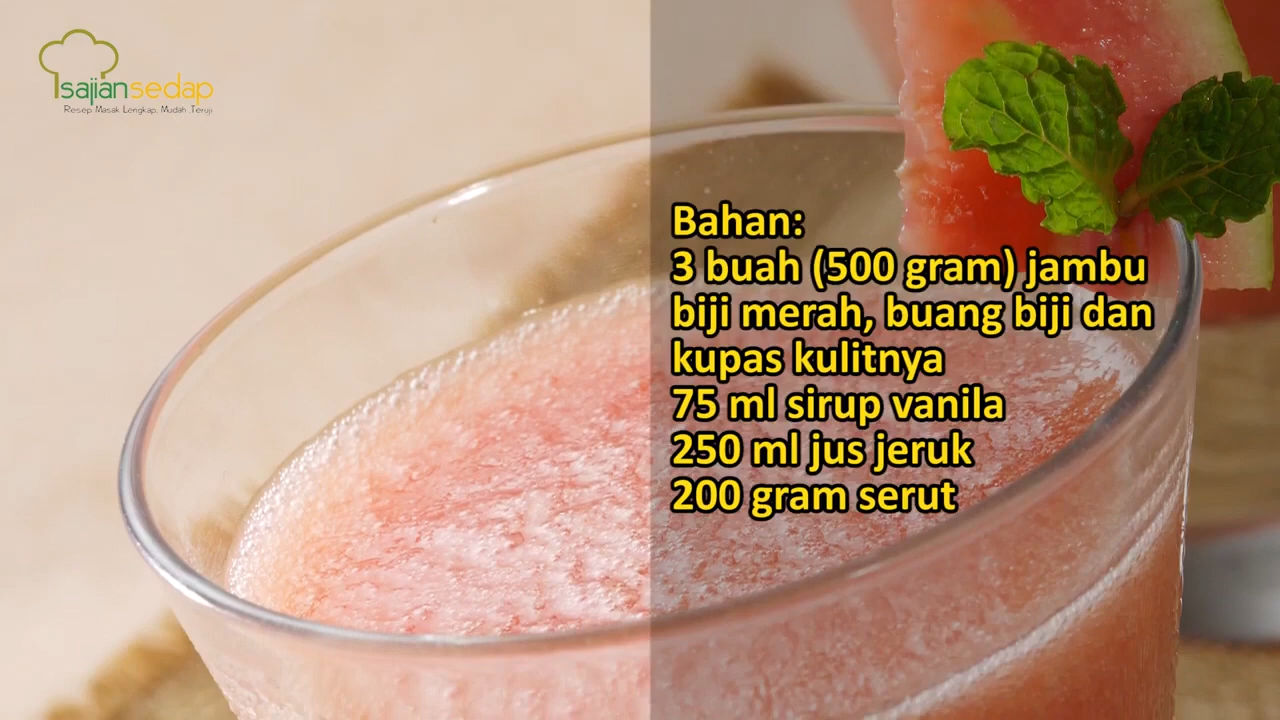 sajiansedap
Resep Masak Lengkap, Mudah ,Teruji
Bahan:
3 buah (500 gram) jambu
biji merah, buang biji dan
kupas kulitnya
75 ml sirup vanila
250 ml jus jeruk
200 gram serut